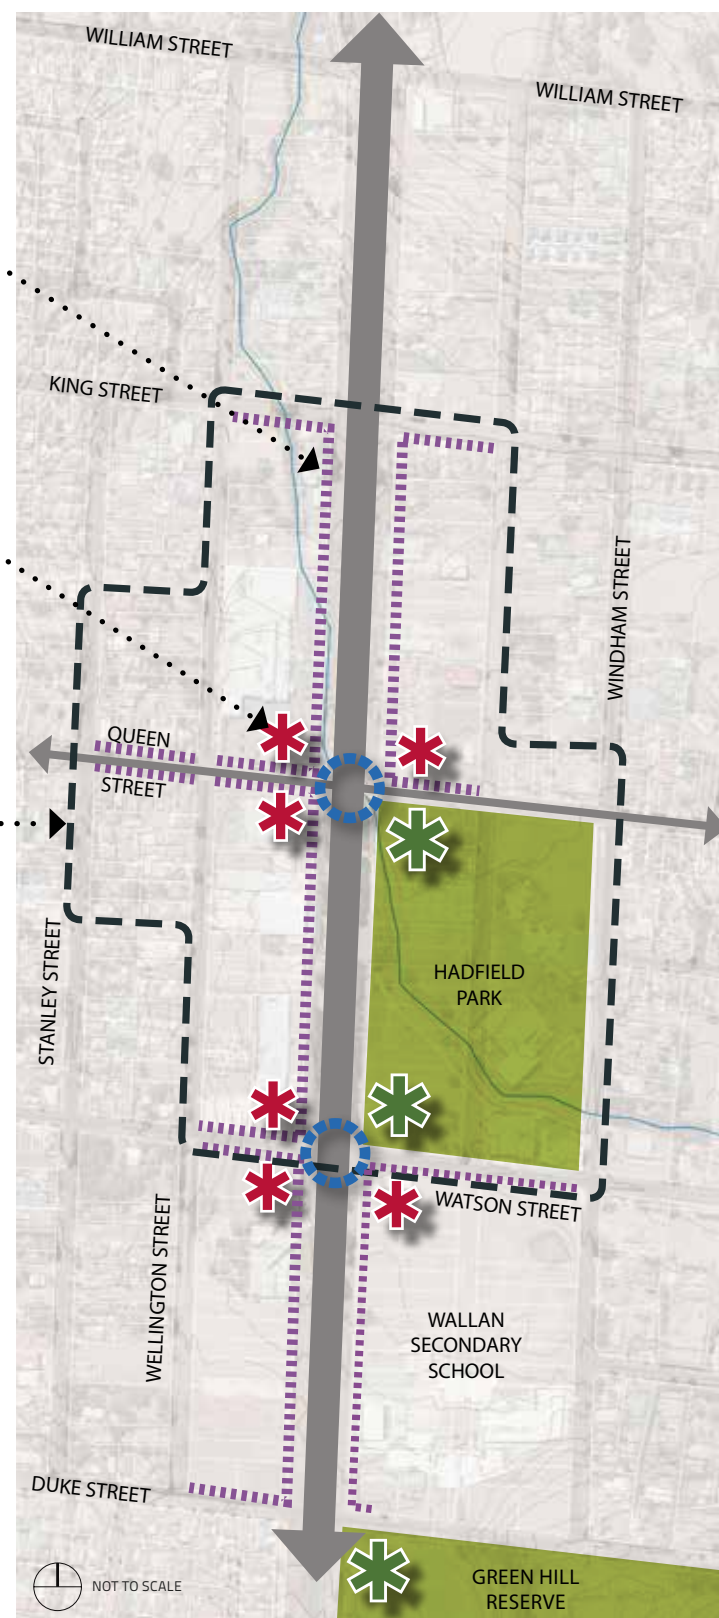 WILLIAM STREET
WILLIAM STREET
KING STREET
WINDHAM STREET
QUEEN
STREET
STANLEY STREET
HADFIELD
PARK
WATSON STREET
WELLINGTON STREET
WALLAN
SECONDARY
SCHOOL
DUKE STREET
NOT TO SCALE
GREEN HILL
RESERVE